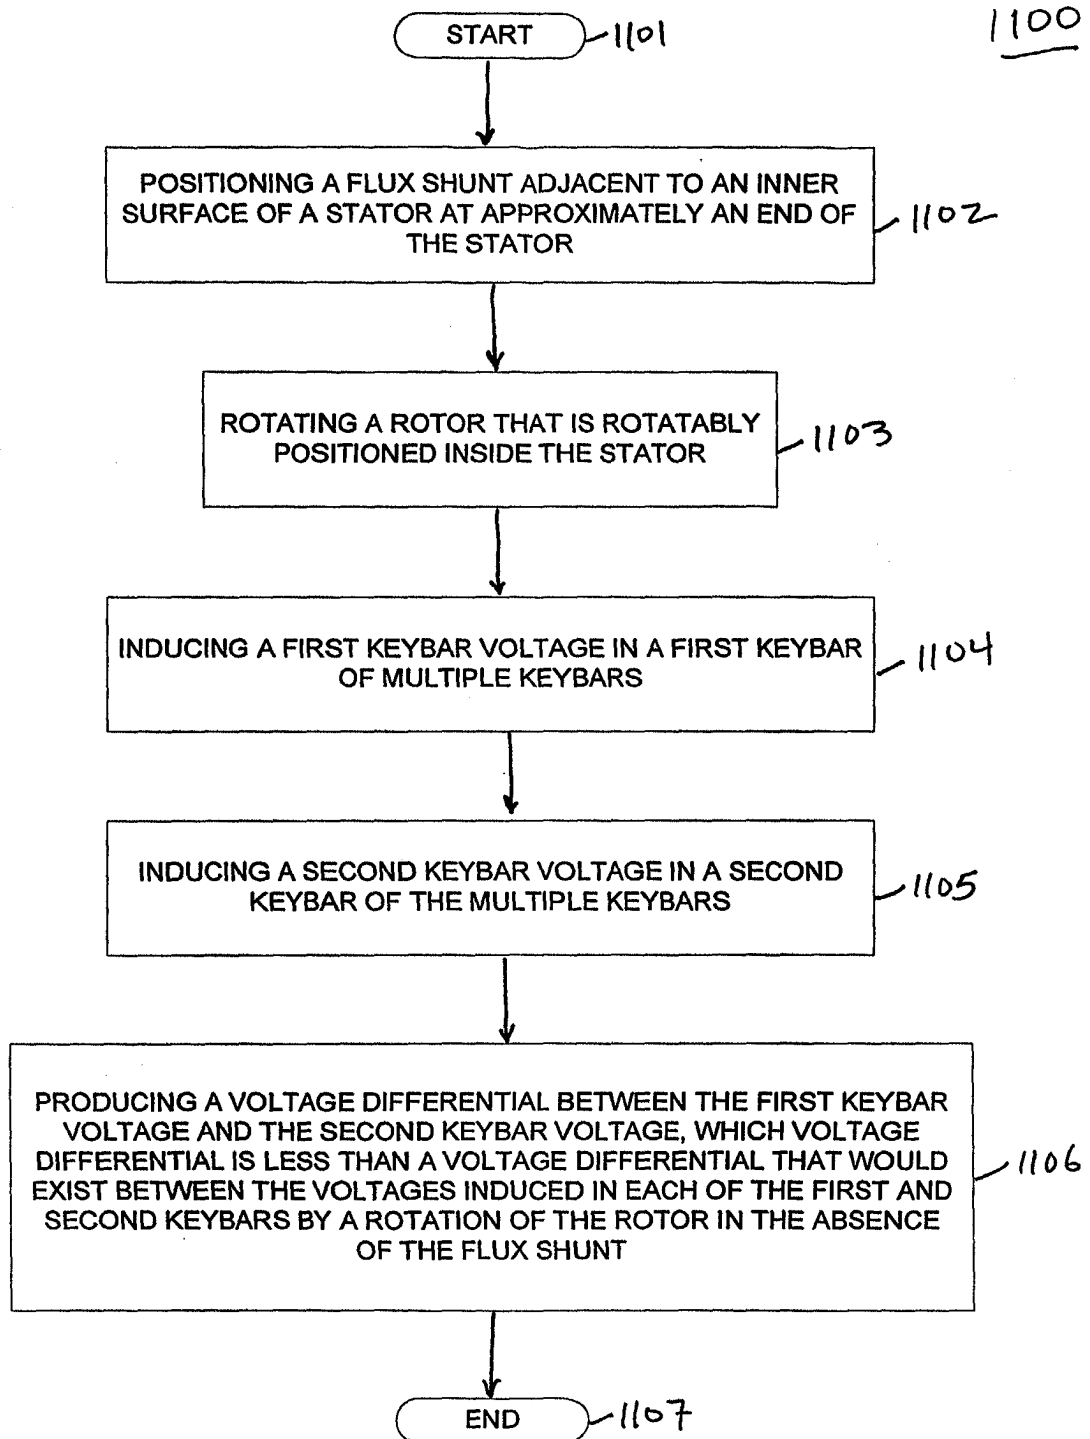 1100
START 1101
POSITIONING A FLUX SHUNT ADJACENT TO AN INNER
SURFACE OF A STATOR AT APPROXIMATELY AN END OF
THE STATOR
1102
ROTATING A ROTOR THAT IS ROTATABLY
POSITIONED INSIDE THE STATOR
1103
INDUCING A FIRST KEYBAR VOLTAGE IN A FIRST KEYBAR
OF MULTIPLE KEYBARS
1104
INDUCING A SECOND KEYBAR VOLTAGE IN A SECOND
KEYBAR OF THE MULTIPLE KEYBARS
1105
PRODUCING A VOLTAGE DIFFERENTIAL BETWEEN THE FIRST KEYBAR
VOLTAGE AND THE SECOND KEYBAR VOLTAGE, WHICH VOLTAGE
DIFFERENTIAL IS LESS THAN A VOLTAGE DIFFERENTIAL THAT WOULD
EXIST BETWEEN THE VOLTAGES INDUCED IN EACH OF THE FIRST AND
SECOND KEYBARS BY A ROTATION OF THE ROTOR IN THE ABSENCE
OF THE FLUX SHUNT
1106
END 1107